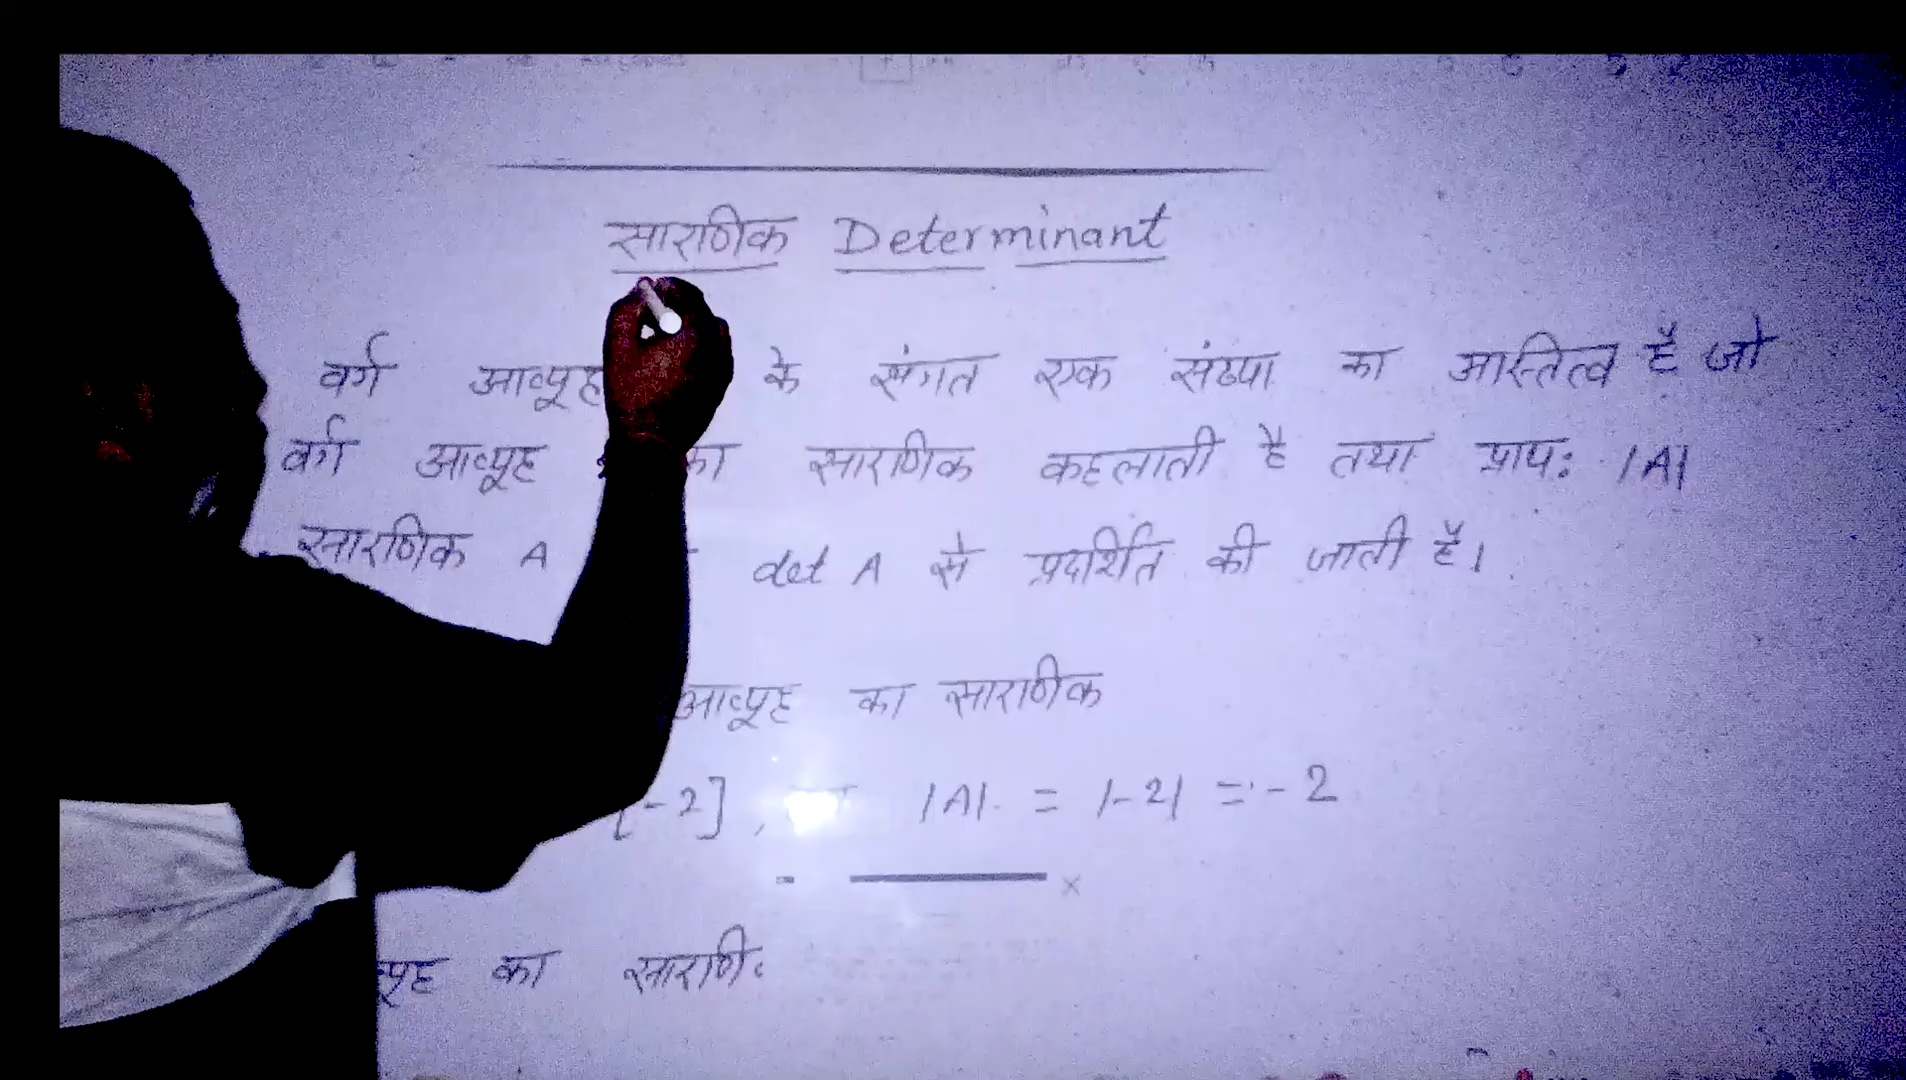 सारणिक Determinant
वर्ग आव्यूह के संगत एक संख्या का अस्तित्व है जो
वर्ग आव्यूह का सारणिक कहलाती है तथा प्राय: |A|
सारणिक A det A से प्रदर्शित की जाती है।
आव्यूह का सारणिक
[-2], |A| = |-2| = -2
का सारणि